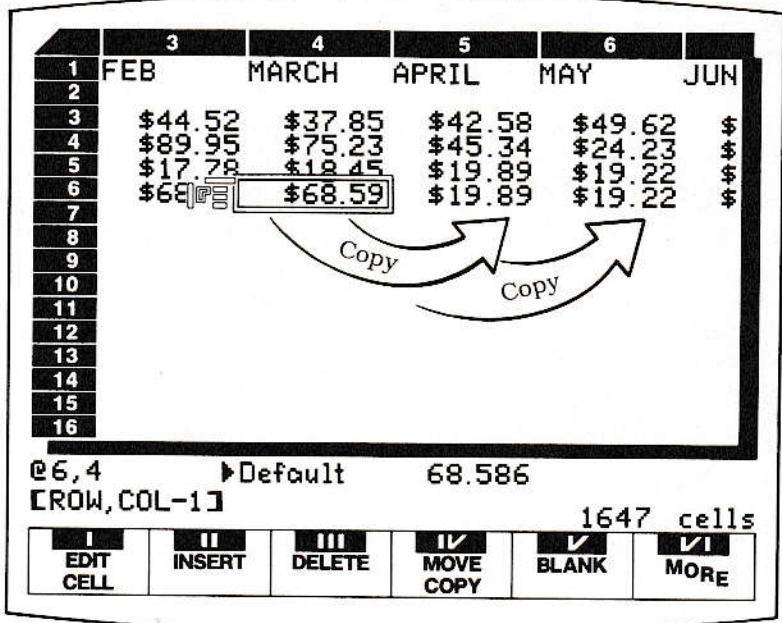 3 4 5 6
1 FEB MARCH APRIL MAY JUN
2
3 $44.52 $37.85 $42.58 $49.62 $
4 $89.95 $75.23 $45.34 $24.23 $
5 $17.78 $18.45 $19.89 $19.22 $
6 $68 $68.59 $19.89 $19.22 $
7
8
9
10
11
12
13
14
15
16
Copy
Copy
@6,4 ▶Default 68.586
[ROW,COL-1]
1647 cells
I II III IV V VI
EDIT CELL INSERT DELETE MOVE COPY BLANK MORE